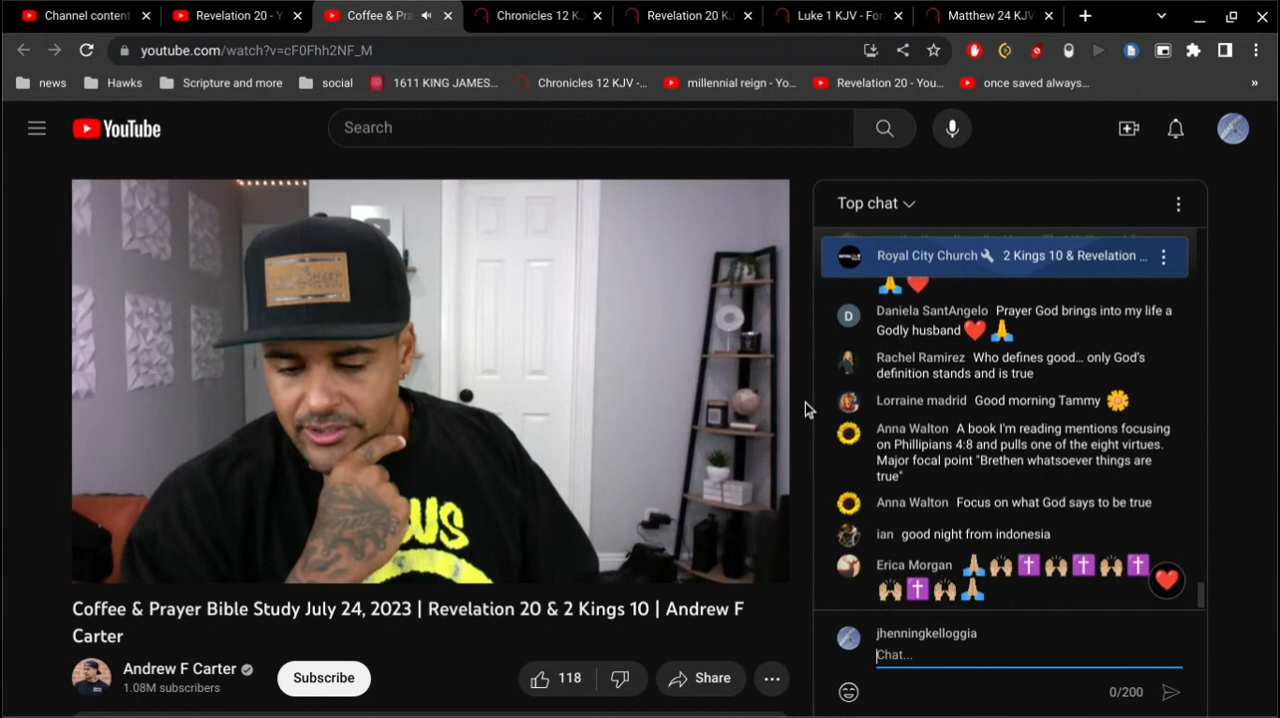 Channel content
Revelation 20 - Y
Coffee & Pra
Chronicles 12 K
Revelation 20 KJ
Luke 1 KJV - For
Matthew 24 KJV
youtube.com/watch?v=cF0Fhh2NF_M
news
Hawks
Scripture and more
social
1611 KING JAMES...
Chronicles 12 KJV -...
millennial reign - Yo...
Revelation 20 - You...
once saved always...
»
YouTube
Search
Top chat
Royal City Church 2 Kings 10 & Revelation ...
Daniela SantAngelo Prayer God brings into my life a
Godly husband❤️🙏
Rachel Ramirez Who defines good... only God's
definition stands and is true
Lorraine madrid Good morning Tammy 🌼
Anna Walton A book I'm reading mentions focusing
on Phillipians 4:8 and pulls one of the eight virtues.
Major focal point "Brethen whatsoever things are
true"
Anna Walton Focus on what God says to be true
ian good night from indonesia
Erica Morgan 🙏🏼🙌🏼✝️🙌🏼✝️🙌🏼✝️
🙌🏼✝️🙌🏼🙏🏼
jhenningkelloggia
Chat...
0/200
Coffee & Prayer Bible Study July 24, 2023 | Revelation 20 & 2 Kings 10 | Andrew F
Carter
Andrew F Carter
1.08M subscribers
Subscribe
118
Share